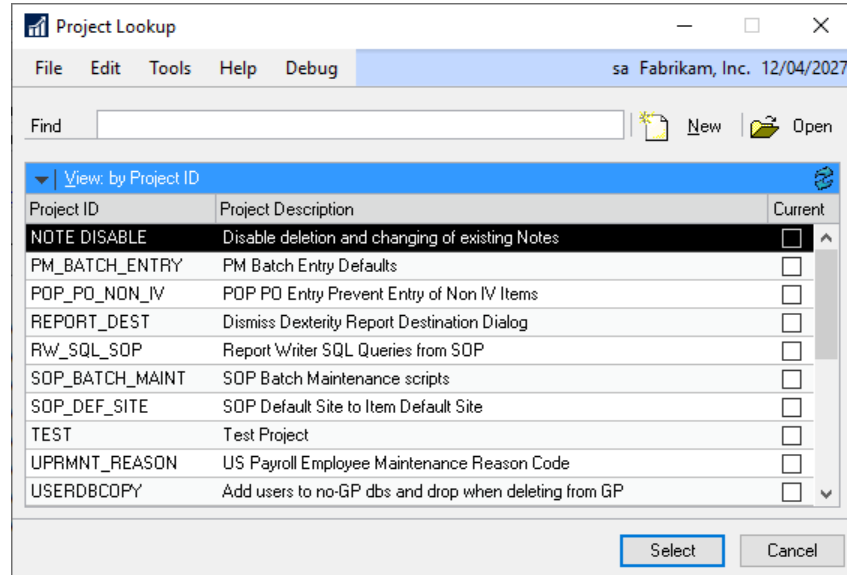 Project Lookup
File Edit Tools Help Debug sa Fabrikam, Inc. 12/04/2027
Find New Open
View: by Project ID
Project ID Project Description Current
NOTE DISABLE Disable deletion and changing of existing Notes
PM_BATCH_ENTRY PM Batch Entry Defaults
POP_PO_NON_IV POP PO Entry Prevent Entry of Non IV Items
REPORT_DEST Dismiss Dexterity Report Destination Dialog
RW_SQL_SOP Report Writer SQL Queries from SOP
SOP_BATCH_MAINT SOP Batch Maintenance scripts
SOP_DEF_SITE SOP Default Site to Item Default Site
TEST Test Project
UPRMNT_REASON US Payroll Employee Maintenance Reason Code
USERDBCOPY Add users to no-GP dbs and drop when deleting from GP
Select Cancel